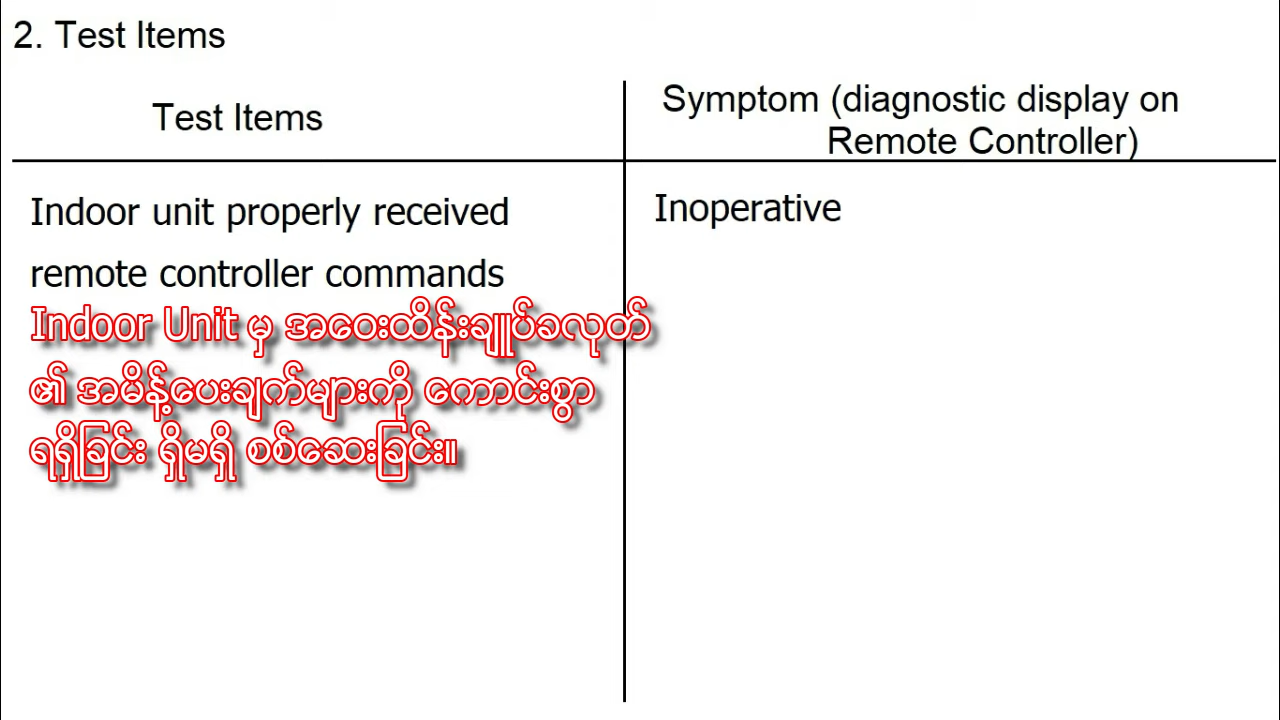 2. Test Items
Test Items
Symptom (diagnostic display on
Remote Controller)
Indoor unit properly received
remote controller commands
Indoor Unit မှ အဝေးထိန်းချျုပ်ခလုတ်
၏ အမိန့်ပေးချက်များကို ကောင်းစွာ
ရရှိခြင်း ရှိမရှိ စစ်ဆေးခြင်း။
Inoperative